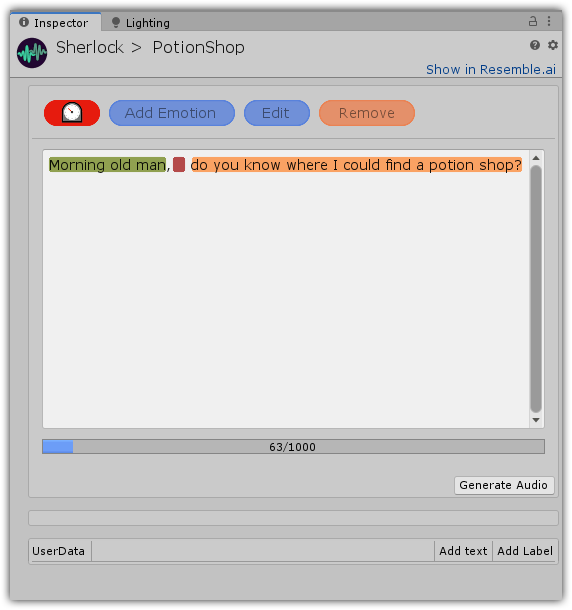 Inspector
Lighting
Sherlock > PotionShop
Show in Resemble.ai
Add Emotion
Edit
Remove
Morning old man, do you know where I could find a potion shop?
63/1000
Generate Audio
UserData
Add text
Add Label